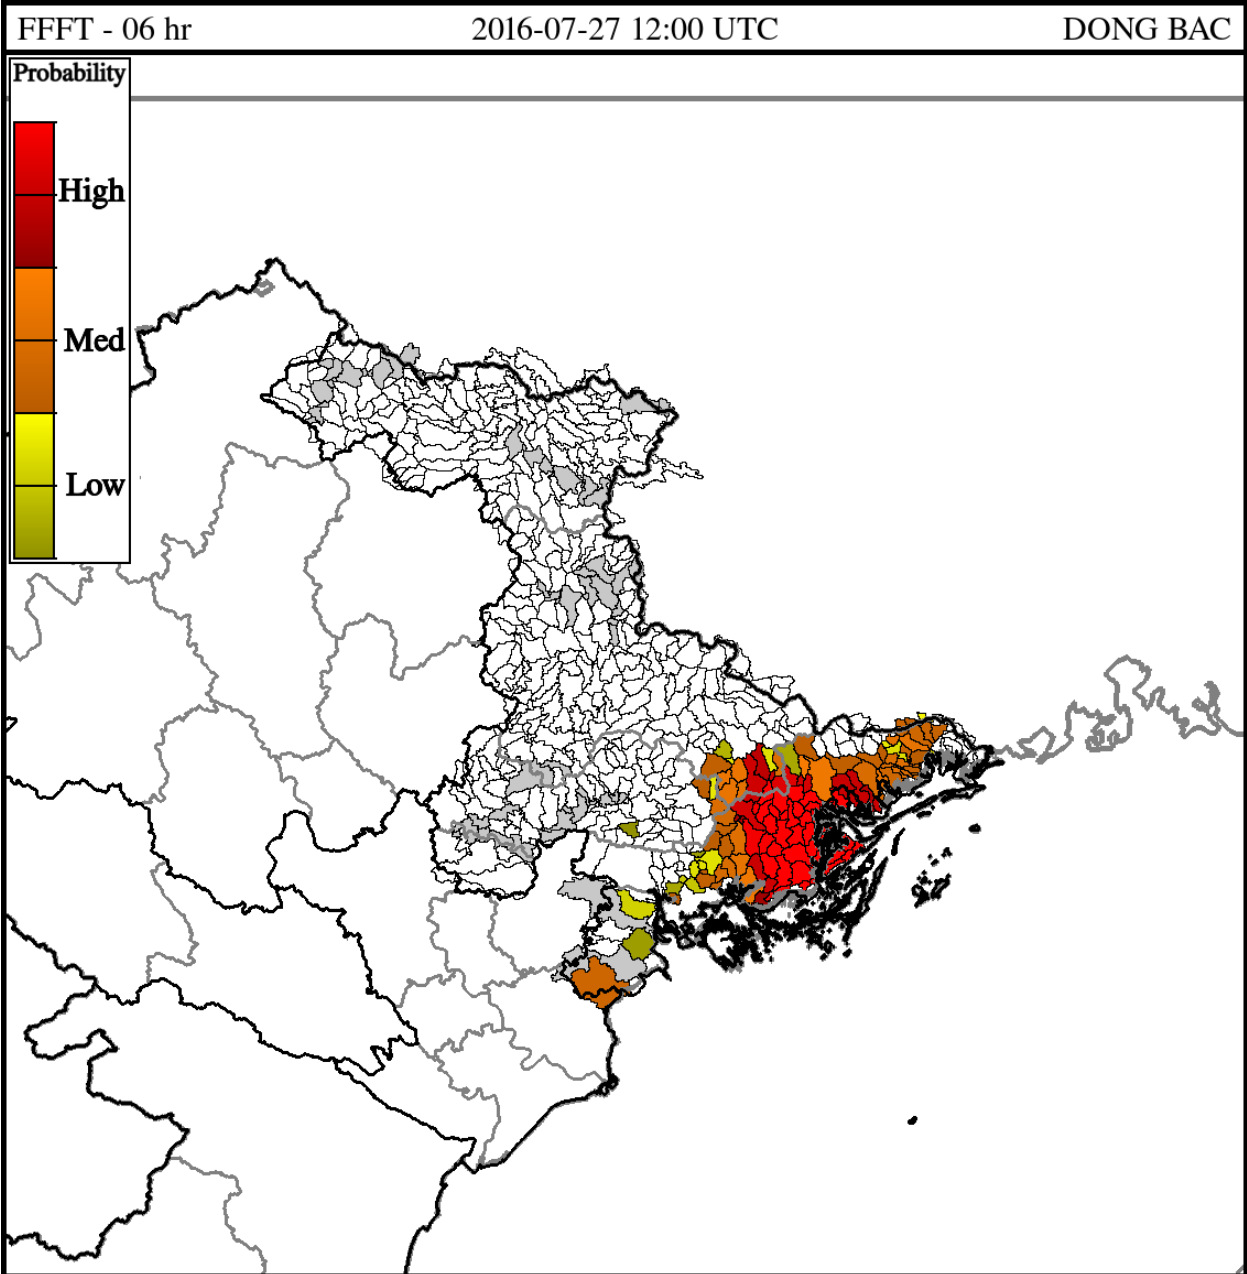 FFFT - 06 hr 2016-07-27 12:00 UTC DONG BAC
Probability
High
Med
Low